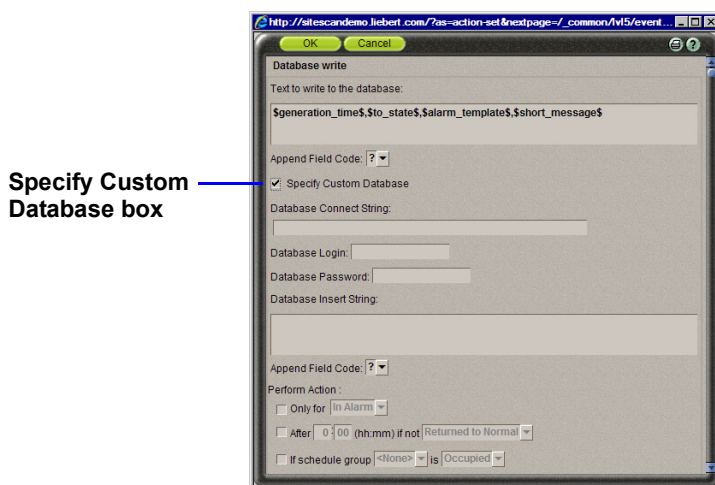 http://sitescandemo.liebert.com/?as=action-set&nextpage=/_common/lvl5/event...
OK Cancel
Database write
Text to write to the database:
$generation_time$,$to_state$,$alarm_template$,$short_message$
Append Field Code: ?
Specify Custom Database box
Specify Custom Database
Database Connect String:
Database Login:
Database Password:
Database Insert String:
Append Field Code: ?
Perform Action :
Only for In Alarm
After 0 : 00 (hh:mm) if not Returned to Normal
If schedule group <None> is Occupied